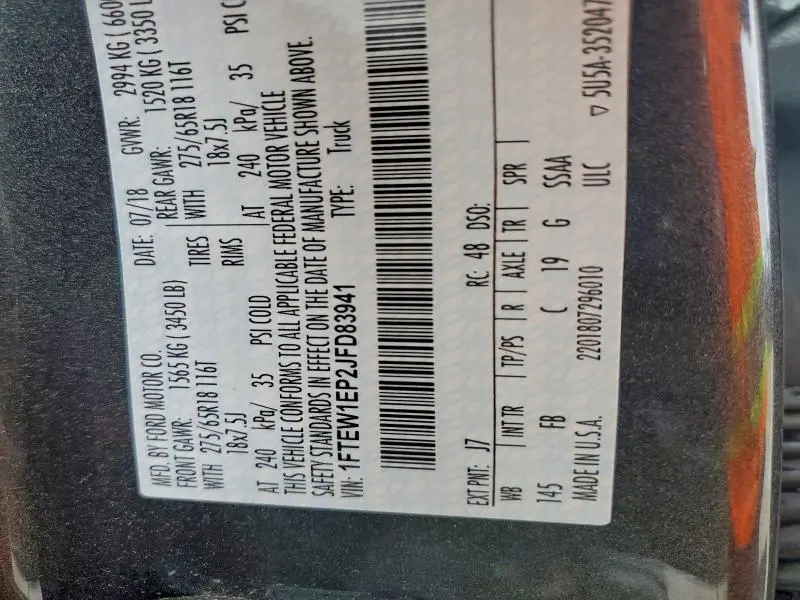 MFD. BY FORD MOTOR CO.
DATE: 07/18 GVWR: 2994 KG ( 6600
FRONT GAWR: 1565 KG ( 3450 LB) REAR GAWR: 1520 KG ( 3350 L
WITH 275/65R18 116T TIRES WITH 275/65R18 116T
18x7.5J RIMS 18x7.5J
AT 240 kPa/ 35 PSI COLD AT 240 kPa/ 35 PSI C
THIS VEHICLE CONFORMS TO ALL APPLICABLE FEDERAL MOTOR VEHICLE
SAFETY STANDARDS IN EFFECT ON THE DATE OF MANUFACTURE SHOWN ABOVE.
VIN: 1FTEW1EP2JFD83941 TYPE: Truck
EXT PNT: J7 RC: 48 DSO:
WB INT TR TP/PS R AXLE TR SPR
145 FB C 19 G SSAA
2201807296010 ULC
MADE IN U.S.A. ▽ 5U5A-352047